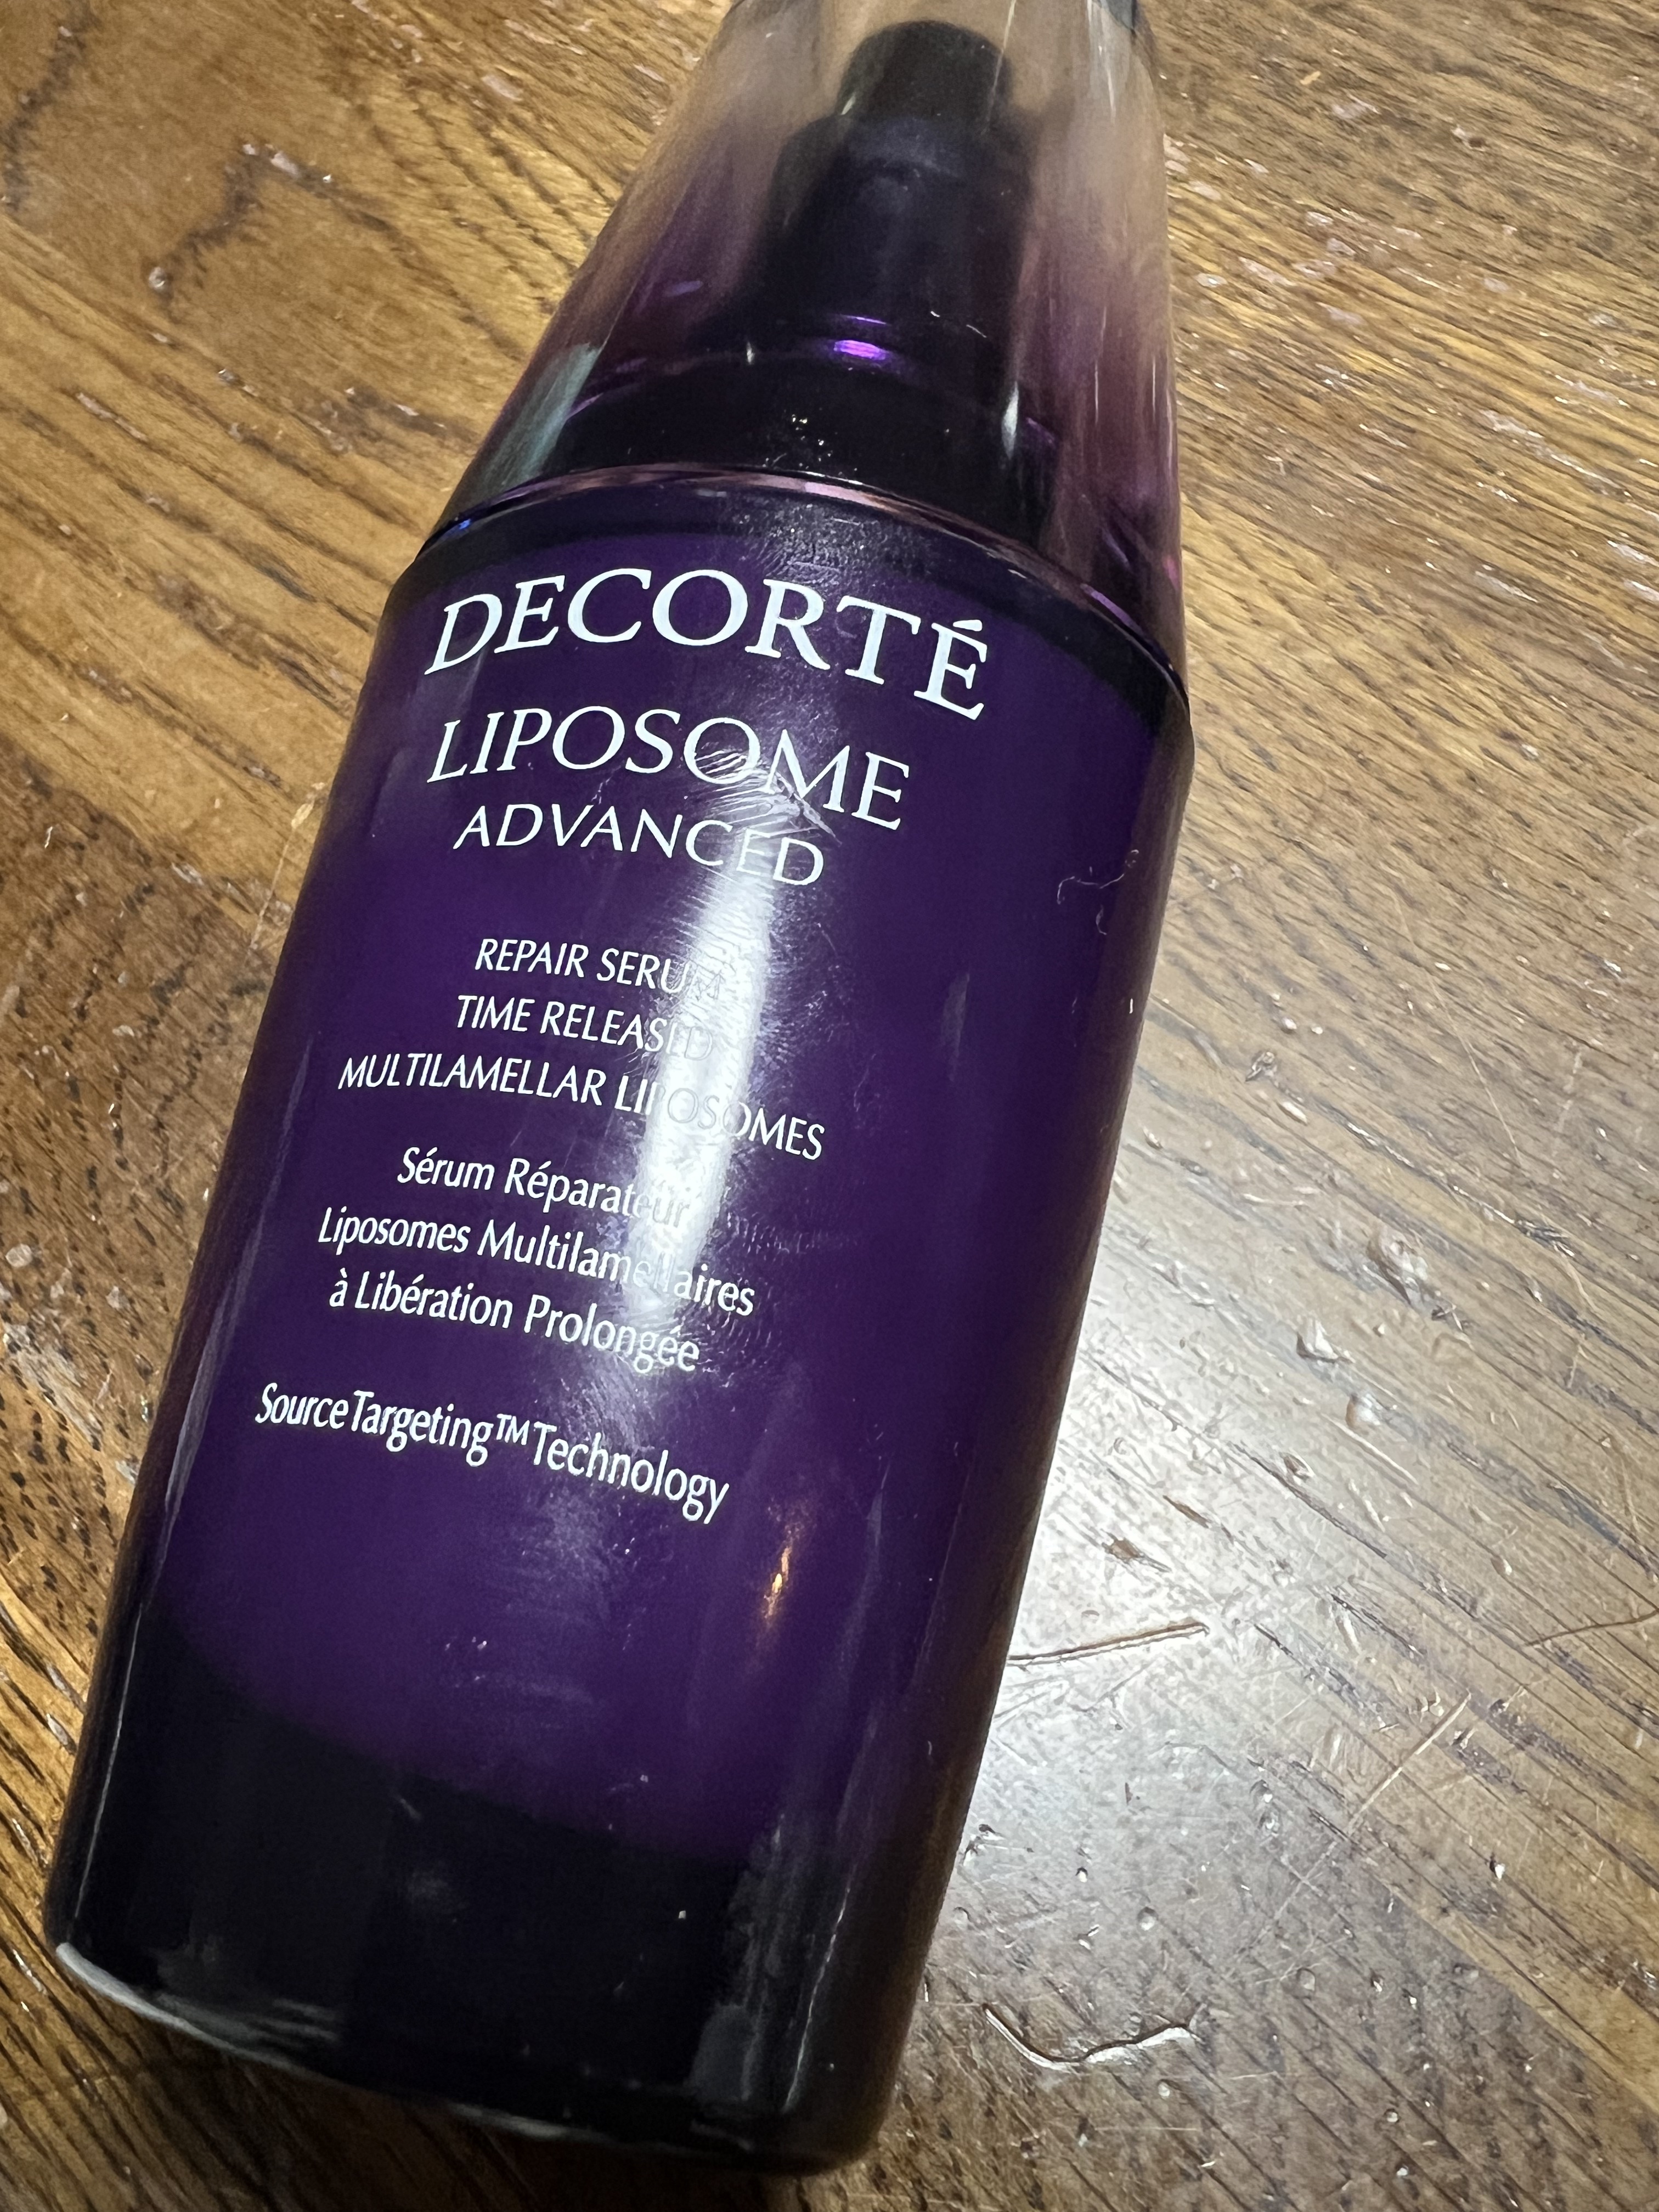 DECORTÉ
LIPOSOME
ADVANCED
REPAIR SERUM
TIME RELEASED
MULTILAMELLAR LIPOSOMES
Sérum Réparateur
Liposomes Multilamellaires
à Libération Prolongée
SourceTargeting™Technology